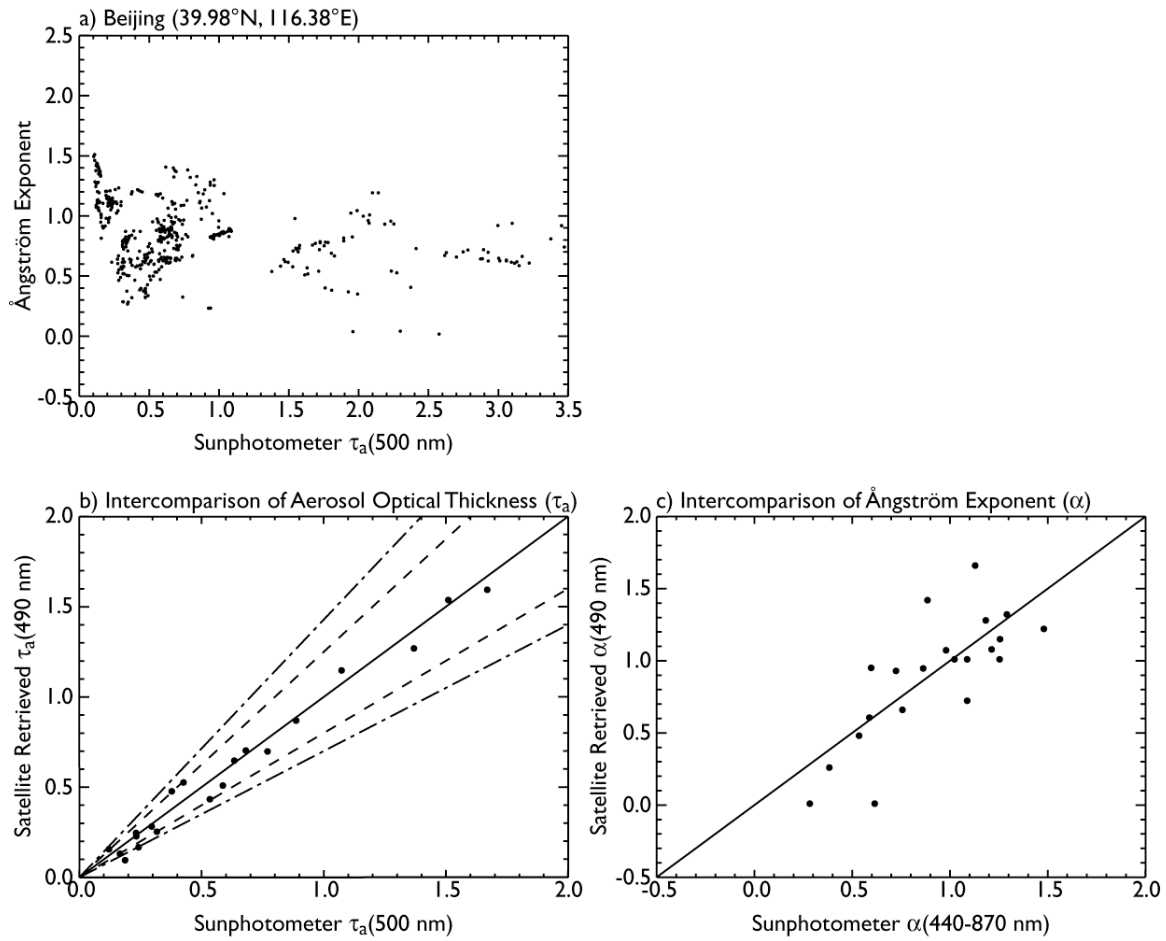 a) Beijing (39.98°N, 116.38°E)
2.5
2.0
1.5
1.0
0.5
0.0
-0.5
Ångström Exponent
0.0 0.5 1.0 1.5 2.0 2.5 3.0 3.5
Sunphotometer τa(500 nm)
b) Intercomparison of Aerosol Optical Thickness (τa)
2.0
1.5
1.0
0.5
0.0
Satellite Retrieved τa(490 nm)
0.0 0.5 1.0 1.5 2.0
Sunphotometer τa(500 nm)
c) Intercomparison of Ångström Exponent (α)
2.0
1.5
1.0
0.5
0.0
-0.5
Satellite Retrieved α(490 nm)
-0.5 0.0 0.5 1.0 1.5 2.0
Sunphotometer α(440-870 nm)